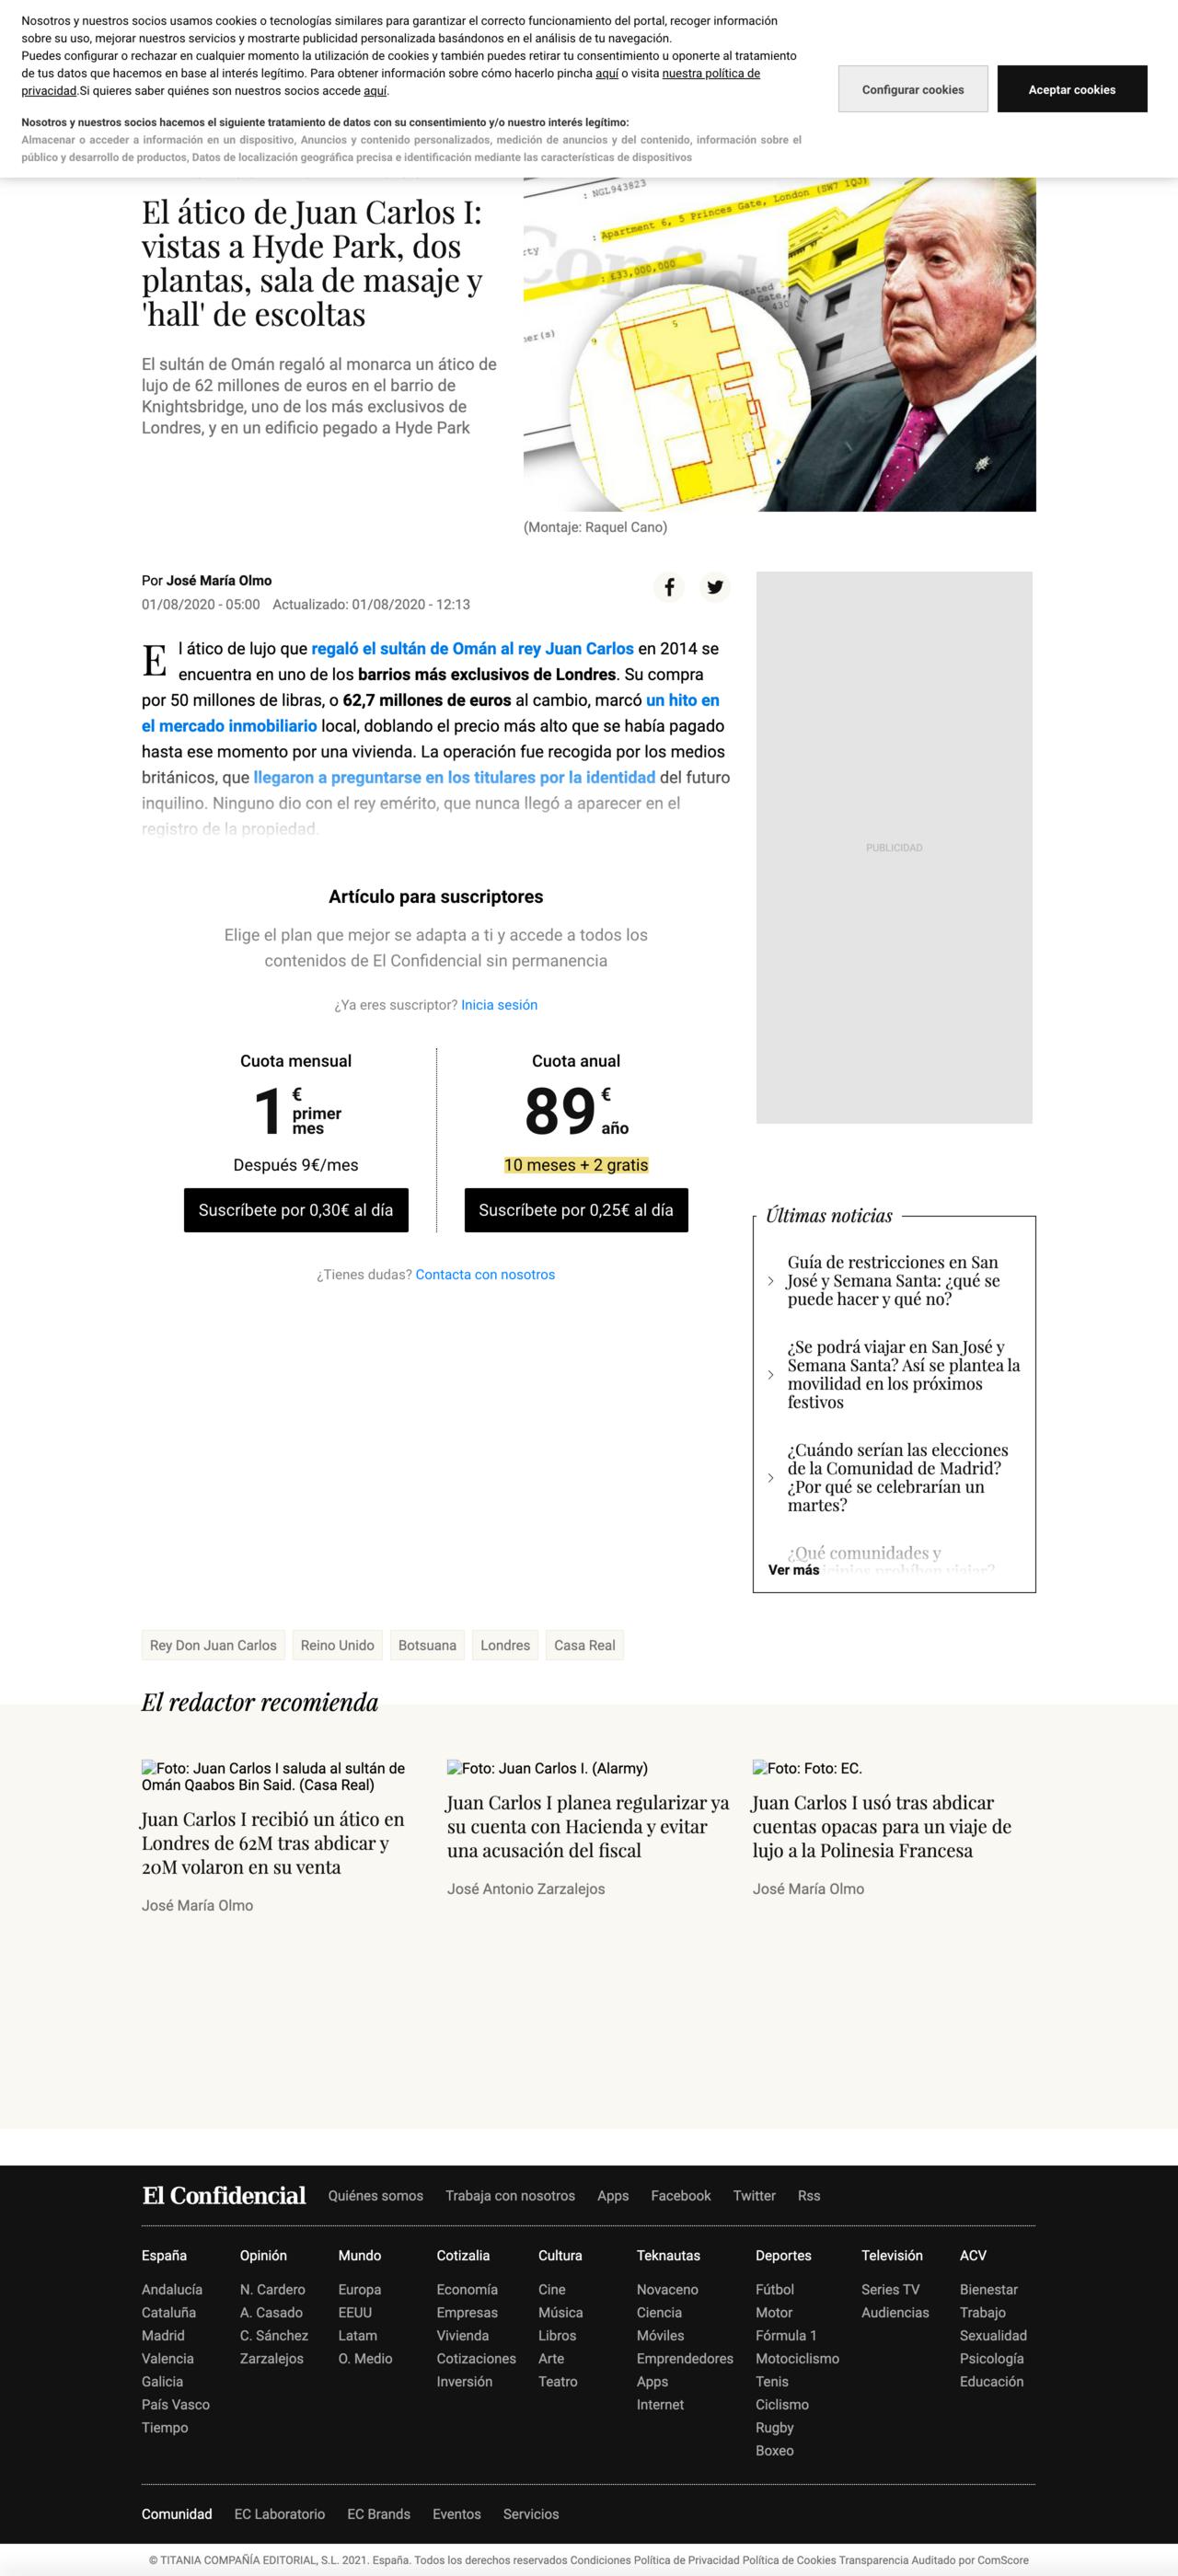 Nosotros y nuestros socios usamos cookies o tecnologías similares para garantizar el correcto funcionamiento del portal, recoger información
sobre su uso, mejorar nuestros servicios y mostrarte publicidad personalizada basándonos en el análisis de tu navegación.
Puedes configurar o rechazar en cualquier momento la utilización de cookies y también puedes retirar tu consentimiento u oponerte al tratamiento
de tus datos que hacemos en base al interés legítimo. Para obtener información sobre cómo hacerlo pincha aquí o visita nuestra política de
privacidad.Si quieres saber quiénes son nuestros socios accede aquí.
Configurar cookies
Aceptar cookies
Nosotros y nuestros socios hacemos el siguiente tratamiento de datos con su consentimiento y/o nuestro interés legítimo:
Almacenar o acceder a información en un dispositivo, Anuncios y contenido personalizados, medición de anuncios y del contenido, información sobre el
público y desarrollo de productos, Datos de localización geográfica precisa e identificación mediante las características de dispositivos
El ático de Juan Carlos I:
vistas a Hyde Park, dos
plantas, sala de masaje y
'hall' de escoltas
El sultán de Omán regaló al monarca un ático de
lujo de 62 millones de euros en el barrio de
Knightsbridge, uno de los más exclusivos de
Londres, y en un edificio pegado a Hyde Park
: NGL943823
: Apartment 6, 5 Princes Gate, London (SW7 1QJ)
: £33,000,000
(Montaje: Raquel Cano)
Por José María Olmo
01/08/2020 - 05:00 Actualizado: 01/08/2020 - 12:13
El ático de lujo que regaló el sultán de Omán al rey Juan Carlos en 2014 se
encuentra en uno de los barrios más exclusivos de Londres. Su compra
por 50 millones de libras, o 62,7 millones de euros al cambio, marcó un hito en
el mercado inmobiliario local, doblando el precio más alto que se había pagado
hasta ese momento por una vivienda. La operación fue recogida por los medios
británicos, que llegaron a preguntarse en los titulares por la identidad del futuro
inquilino. Ninguno dio con el rey emérito, que nunca llegó a aparecer en el
registro de la propiedad.
PUBLICIDAD
Artículo para suscriptores
Elige el plan que mejor se adapta a ti y accede a todos los
contenidos de El Confidencial sin permanencia
¿Ya eres suscriptor? Inicia sesión
Cuota mensual
1 € primer mes
Después 9€/mes
Suscríbete por 0,30€ al día
Cuota anual
89 € año
10 meses + 2 gratis
Suscríbete por 0,25€ al día
¿Tienes dudas? Contacta con nosotros
Últimas noticias
Guía de restricciones en San
José y Semana Santa: ¿qué se
puede hacer y qué no?
¿Se podrá viajar en San José y
Semana Santa? Así se plantea la
movilidad en los próximos
festivos
¿Cuándo serían las elecciones
de la Comunidad de Madrid?
¿Por qué se celebrarían un
martes?
¿Qué comunidades y
Ver más
Rey Don Juan Carlos
Reino Unido
Botsuana
Londres
Casa Real
El redactor recomienda
Foto: Juan Carlos I saluda al sultán de
Omán Qaabos Bin Said. (Casa Real)
Juan Carlos I recibió un ático en
Londres de 62M tras abdicar y
20M volaron en su venta
José María Olmo
Foto: Juan Carlos I. (Alarmy)
Juan Carlos I planea regularizar ya
su cuenta con Hacienda y evitar
una acusación del fiscal
José Antonio Zarzalejos
Foto: Foto: EC.
Juan Carlos I usó tras abdicar
cuentas opacas para un viaje de
lujo a la Polinesia Francesa
José María Olmo
El Confidencial Quiénes somos Trabaja con nosotros Apps Facebook Twitter Rss
España
Andalucía
Cataluña
Madrid
Valencia
Galicia
País Vasco
Tiempo
Opinión
N. Cardero
A. Casado
C. Sánchez
Zarzalejos
Mundo
Europa
EEUU
Latam
O. Medio
Cotizalia
Economía
Empresas
Vivienda
Cotizaciones
Inversión
Cultura
Cine
Música
Libros
Arte
Teatro
Teknautas
Novaceno
Ciencia
Móviles
Emprendedores
Apps
Internet
Deportes
Fútbol
Motor
Fórmula 1
Motociclismo
Tenis
Ciclismo
Rugby
Boxeo
Televisión
Series TV
Audiencias
ACV
Bienestar
Trabajo
Sexualidad
Psicología
Educación
Comunidad EC Laboratorio EC Brands Eventos Servicios
© TITANIA COMPAÑÍA EDITORIAL, S.L. 2021. España. Todos los derechos reservados Condiciones Política de Privacidad Política de Cookies Transparencia Auditado por ComScore